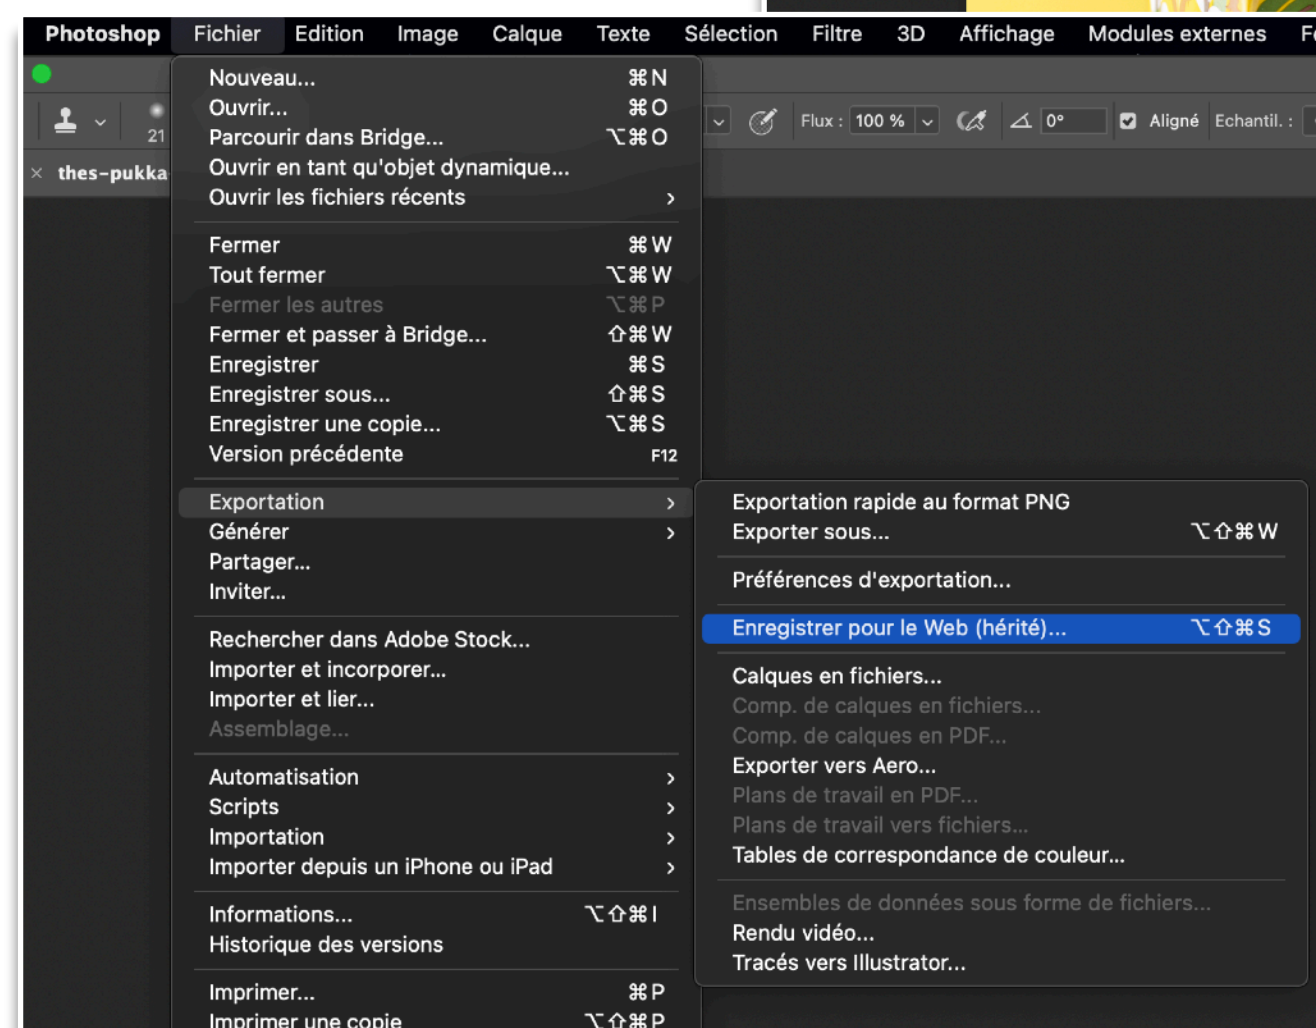 Photoshop Fichier Edition Image Calque Texte Sélection Filtre 3D Affichage Modules externes
21 Flux : 100 % 0° Aligné Echantil. :
× thes-pukka
Nouveau... ⌘N
Ouvrir... ⌘O
Parcourir dans Bridge... ⌥⌘O
Ouvrir en tant qu'objet dynamique...
Ouvrir les fichiers récents >
Fermer ⌘W
Tout fermer ⌥⌘W
Fermer les autres ⌥⌘P
Fermer et passer à Bridge... ⇧⌘W
Enregistrer ⌘S
Enregistrer sous... ⇧⌘S
Enregistrer une copie... ⌥⌘S
Version précédente F12
Exportation >
Générer >
Partager...
Inviter...
Rechercher dans Adobe Stock...
Importer et incorporer...
Importer et lier...
Assemblage...
Automatisation >
Scripts >
Importation >
Importer depuis un iPhone ou iPad >
Informations... ⌥⇧⌘I
Historique des versions
Imprimer... ⌘P
Imprimer une copie ⌥⇧⌘P
Exportation rapide au format PNG
Exporter sous... ⌥⇧⌘W
Préférences d'exportation...
Enregistrer pour le Web (hérité)... ⌥⇧⌘S
Calques en fichiers...
Comp. de calques en fichiers...
Comp. de calques en PDF...
Exporter vers Aero...
Plans de travail en PDF...
Plans de travail vers fichiers...
Tables de correspondance de couleur...
Ensembles de données sous forme de fichiers...
Rendu vidéo...
Tracés vers Illustrator...